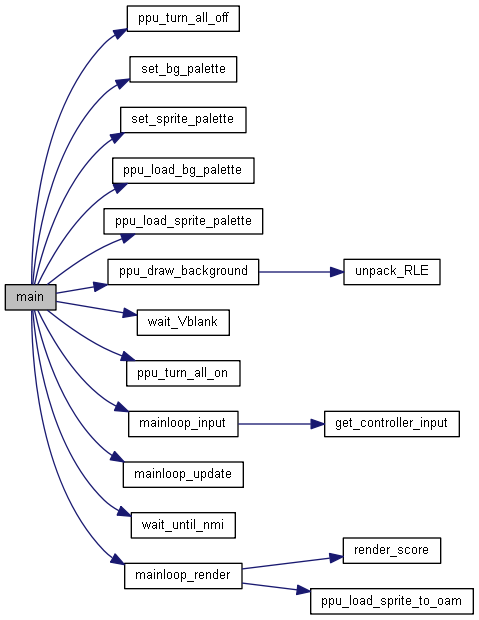 ppu_turn_all_off
set_bg_palette
set_sprite_palette
ppu_load_bg_palette
ppu_load_sprite_palette
ppu_draw_background
unpack_RLE
main
wait_Vblank
ppu_turn_all_on
mainloop_input
get_controller_input
mainloop_update
wait_until_nmi
render_score
mainloop_render
ppu_load_sprite_to_oam